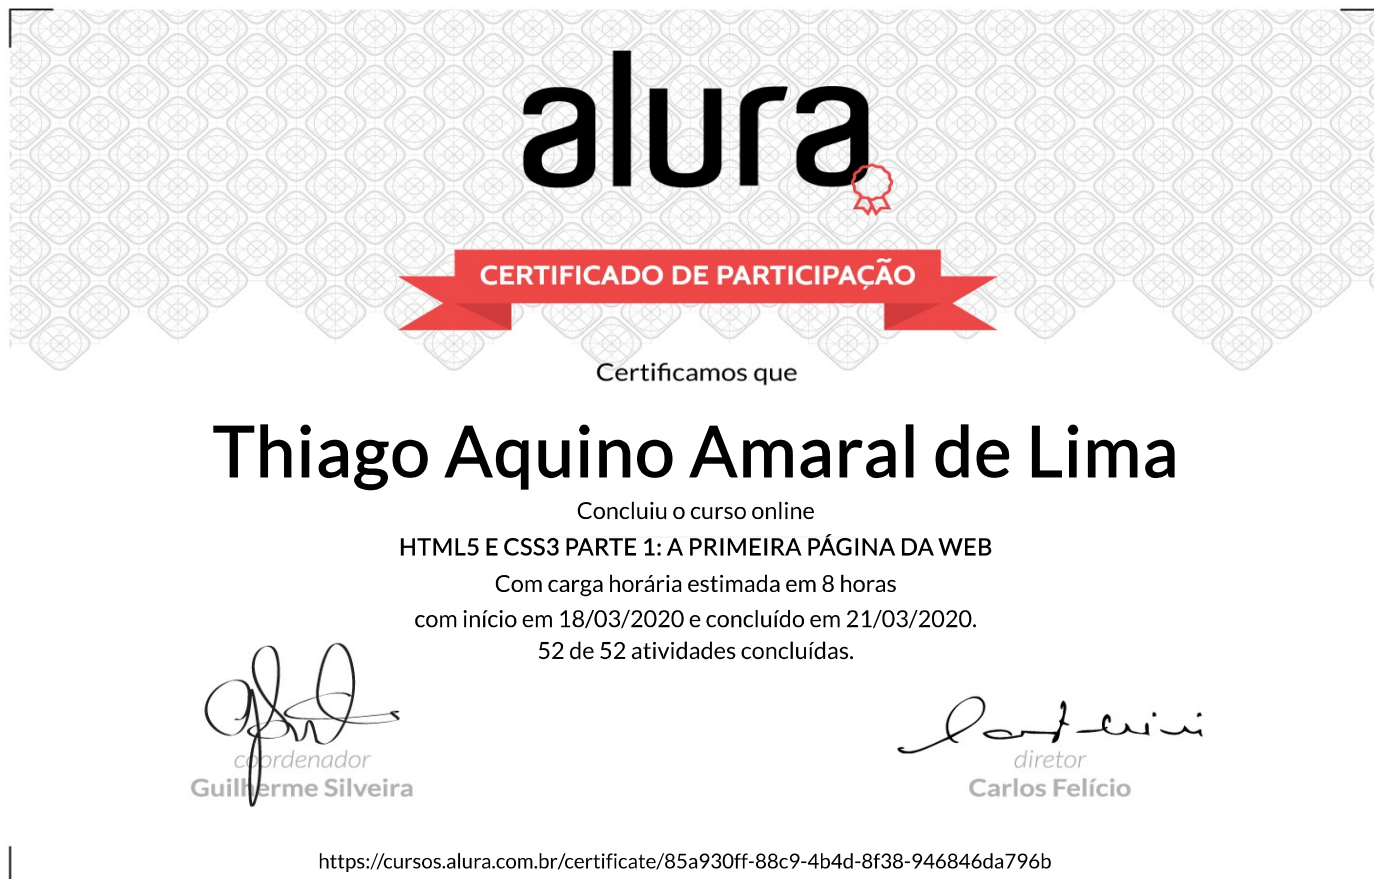 alura
CERTIFICADO DE PARTICIPAÇÃO
Certificamos que
Thiago Aquino Amaral de Lima
Concluiu o curso online
HTML5 E CSS3 PARTE 1: A PRIMEIRA PÁGINA DA WEB
Com carga horária estimada em 8 horas
com início em 18/03/2020 e concluído em 21/03/2020.
52 de 52 atividades concluídas.
coordenador
Guilherme Silveira
diretor
Carlos Felício
https://cursos.alura.com.br/certificate/85a930ff-88c9-4b4d-8f38-946846da796b